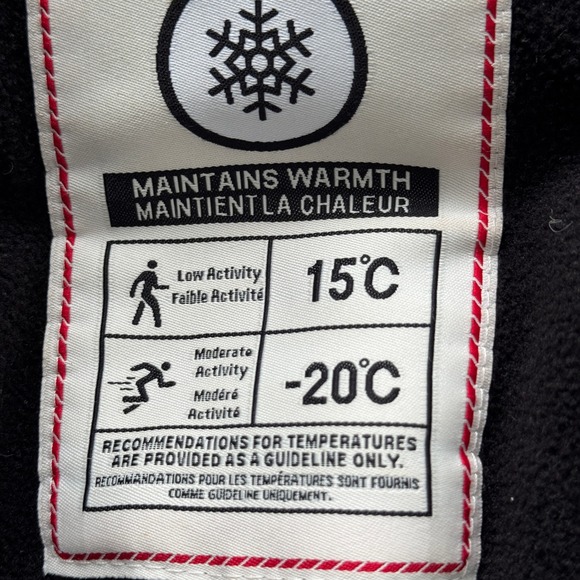 MAINTAINS WARMTH
MAINTIENT LA CHALEUR
Low Activity
Faible Activité
15°C
Moderate
Activity
Modéré
Activité
-20°C
RECOMMENDATIONS FOR TEMPERATURES
ARE PROVIDED AS A GUIDELINE ONLY.
RECOMMANDATIONS POUR LES TEMPÉRATURES SONT FOURNIS
COMME GUIDELINE UNIQUEMENT.